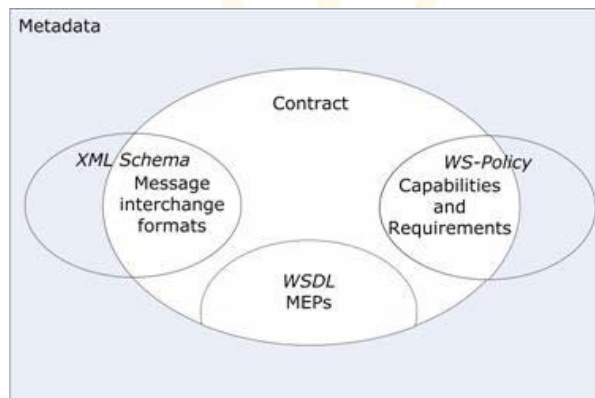 Metadata
Contract
XML Schema
Message
interchange
formats
WS-Policy
Capabilities
and
Requirements
WSDL
MEPs